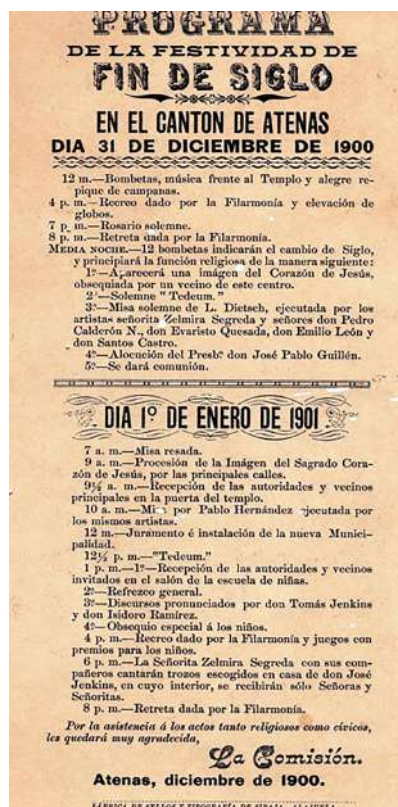 PROGRAMA
DE LA FESTIVIDAD DE
FIN DE SIGLO
EN EL CANTON DE ATENAS
DIA 31 DE DICIEMBRE DE 1900
12 m.—Bombetas, música frente al Templo y alegre re-
pique de campanas.
4 p. m.—Recreo dado por la Filarmonía y elevación de
globos.
7 p. m.—Rosario solemne.
8 p. m.—Retreta dada por la Filarmonía.
MEDIA NOCHE.—12 bombetas indicarán el cambio de Siglo,
y principiará la función religiosa de la manera siguiente:
1º—Aparecerá una imágen del Corazón de Jesús,
obsequiada por un vecino de este centro.
2º—Solemne "Tedeum."
3º—Misa solemne de L. Dietsch, ejecutada por los
artistas señorita Zelmira Segreda y señores don Pedro
Calderón N., don Evaristo Quesada, don Emilio León y
don Santos Castro.
4º—Alocución del Presbº don José Pablo Guillén.
5º—Se dará comunión.
DIA 1º DE ENERO DE 1901
7 a. m.—Misa resada.
9 a. m.—Procesión de la Imágen del Sagrado Cora-
zón de Jesús, por las principales calles.
9½ a. m.—Recepción de las autoridades y vecinos
principales en la puerta del templo.
10 a. m.—Misa por Pablo Hernández ejecutada por
los mismos artistas.
12 m.—Juramento é instalación de la nueva Munici-
palidad.
12½ p. m.—"Tedeum."
1 p. m.—1º—Recepción de las autoridades y vecinos
invitados en el salón de la escuela de niñas.
2º—Refrezco general.
3º—Discursos pronunciados por don Tomás Jenkins
y don Isidoro Ramírez.
4º—Obsequio especial á los niños.
4 p. m.—Recreo dado por la Filarmonía y juegos con
premios para los niños.
6 p. m.—La Señorita Zelmira Segreda con sus com-
pañeros cantarán trozos escogidos en casa de don José
Jenkins, en cuyo interior, se recibirán sólo Señoras y
Señoritas.
8 p. m.—Retreta dada por la Filarmonía.
Por la asistencia á los actos tanto religiosos como cívicos,
les quedará muy agradecida,
La Comisión.
Atenas, diciembre de 1900.